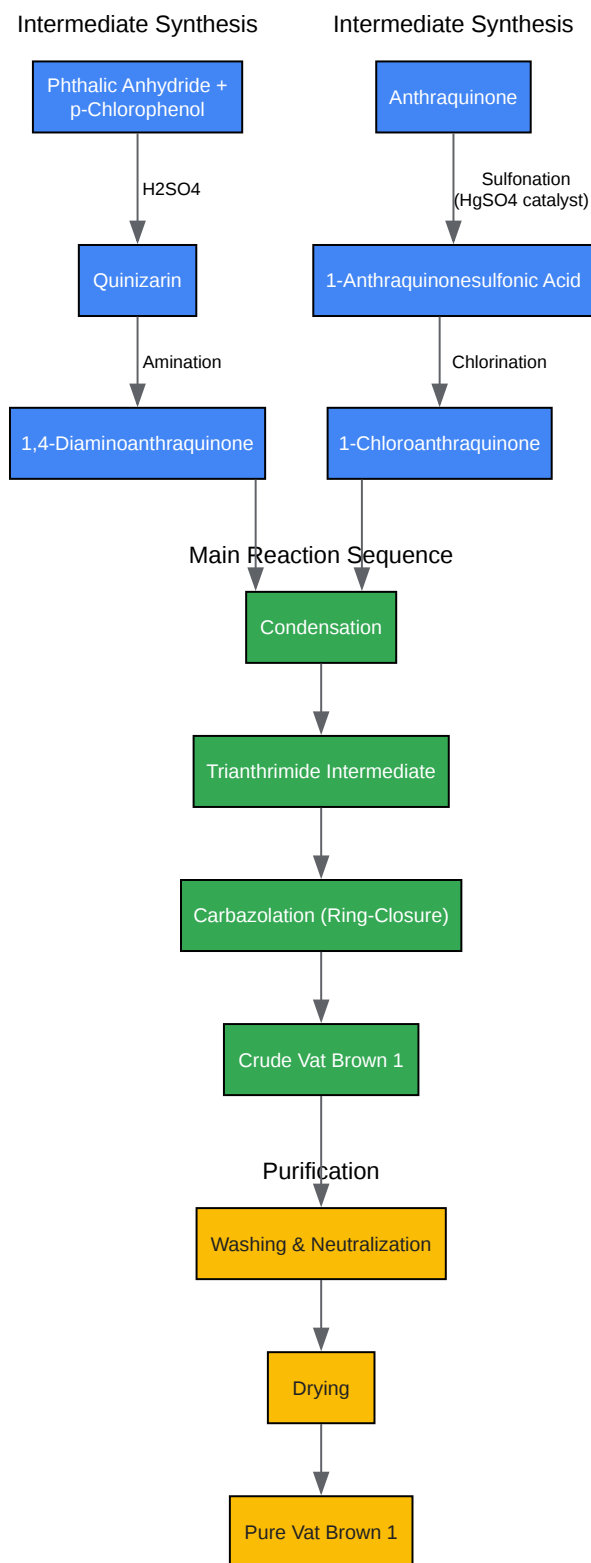 Intermediate Synthesis
Intermediate Synthesis
Phthalic Anhydride +
p-Chlorophenol
Anthraquinone
H2SO4
Sulfonation
(HgSO4 catalyst)
Quinizarin
1-Anthraquinonesulfonic Acid
Amination
Chlorination
1,4-Diaminoanthraquinone
1-Chloroanthraquinone
Main Reaction Sequence
Condensation
Trianthrimide Intermediate
Carbazolation (Ring-Closure)
Crude Vat Brown 1
Purification
Washing & Neutralization
Drying
Pure Vat Brown 1